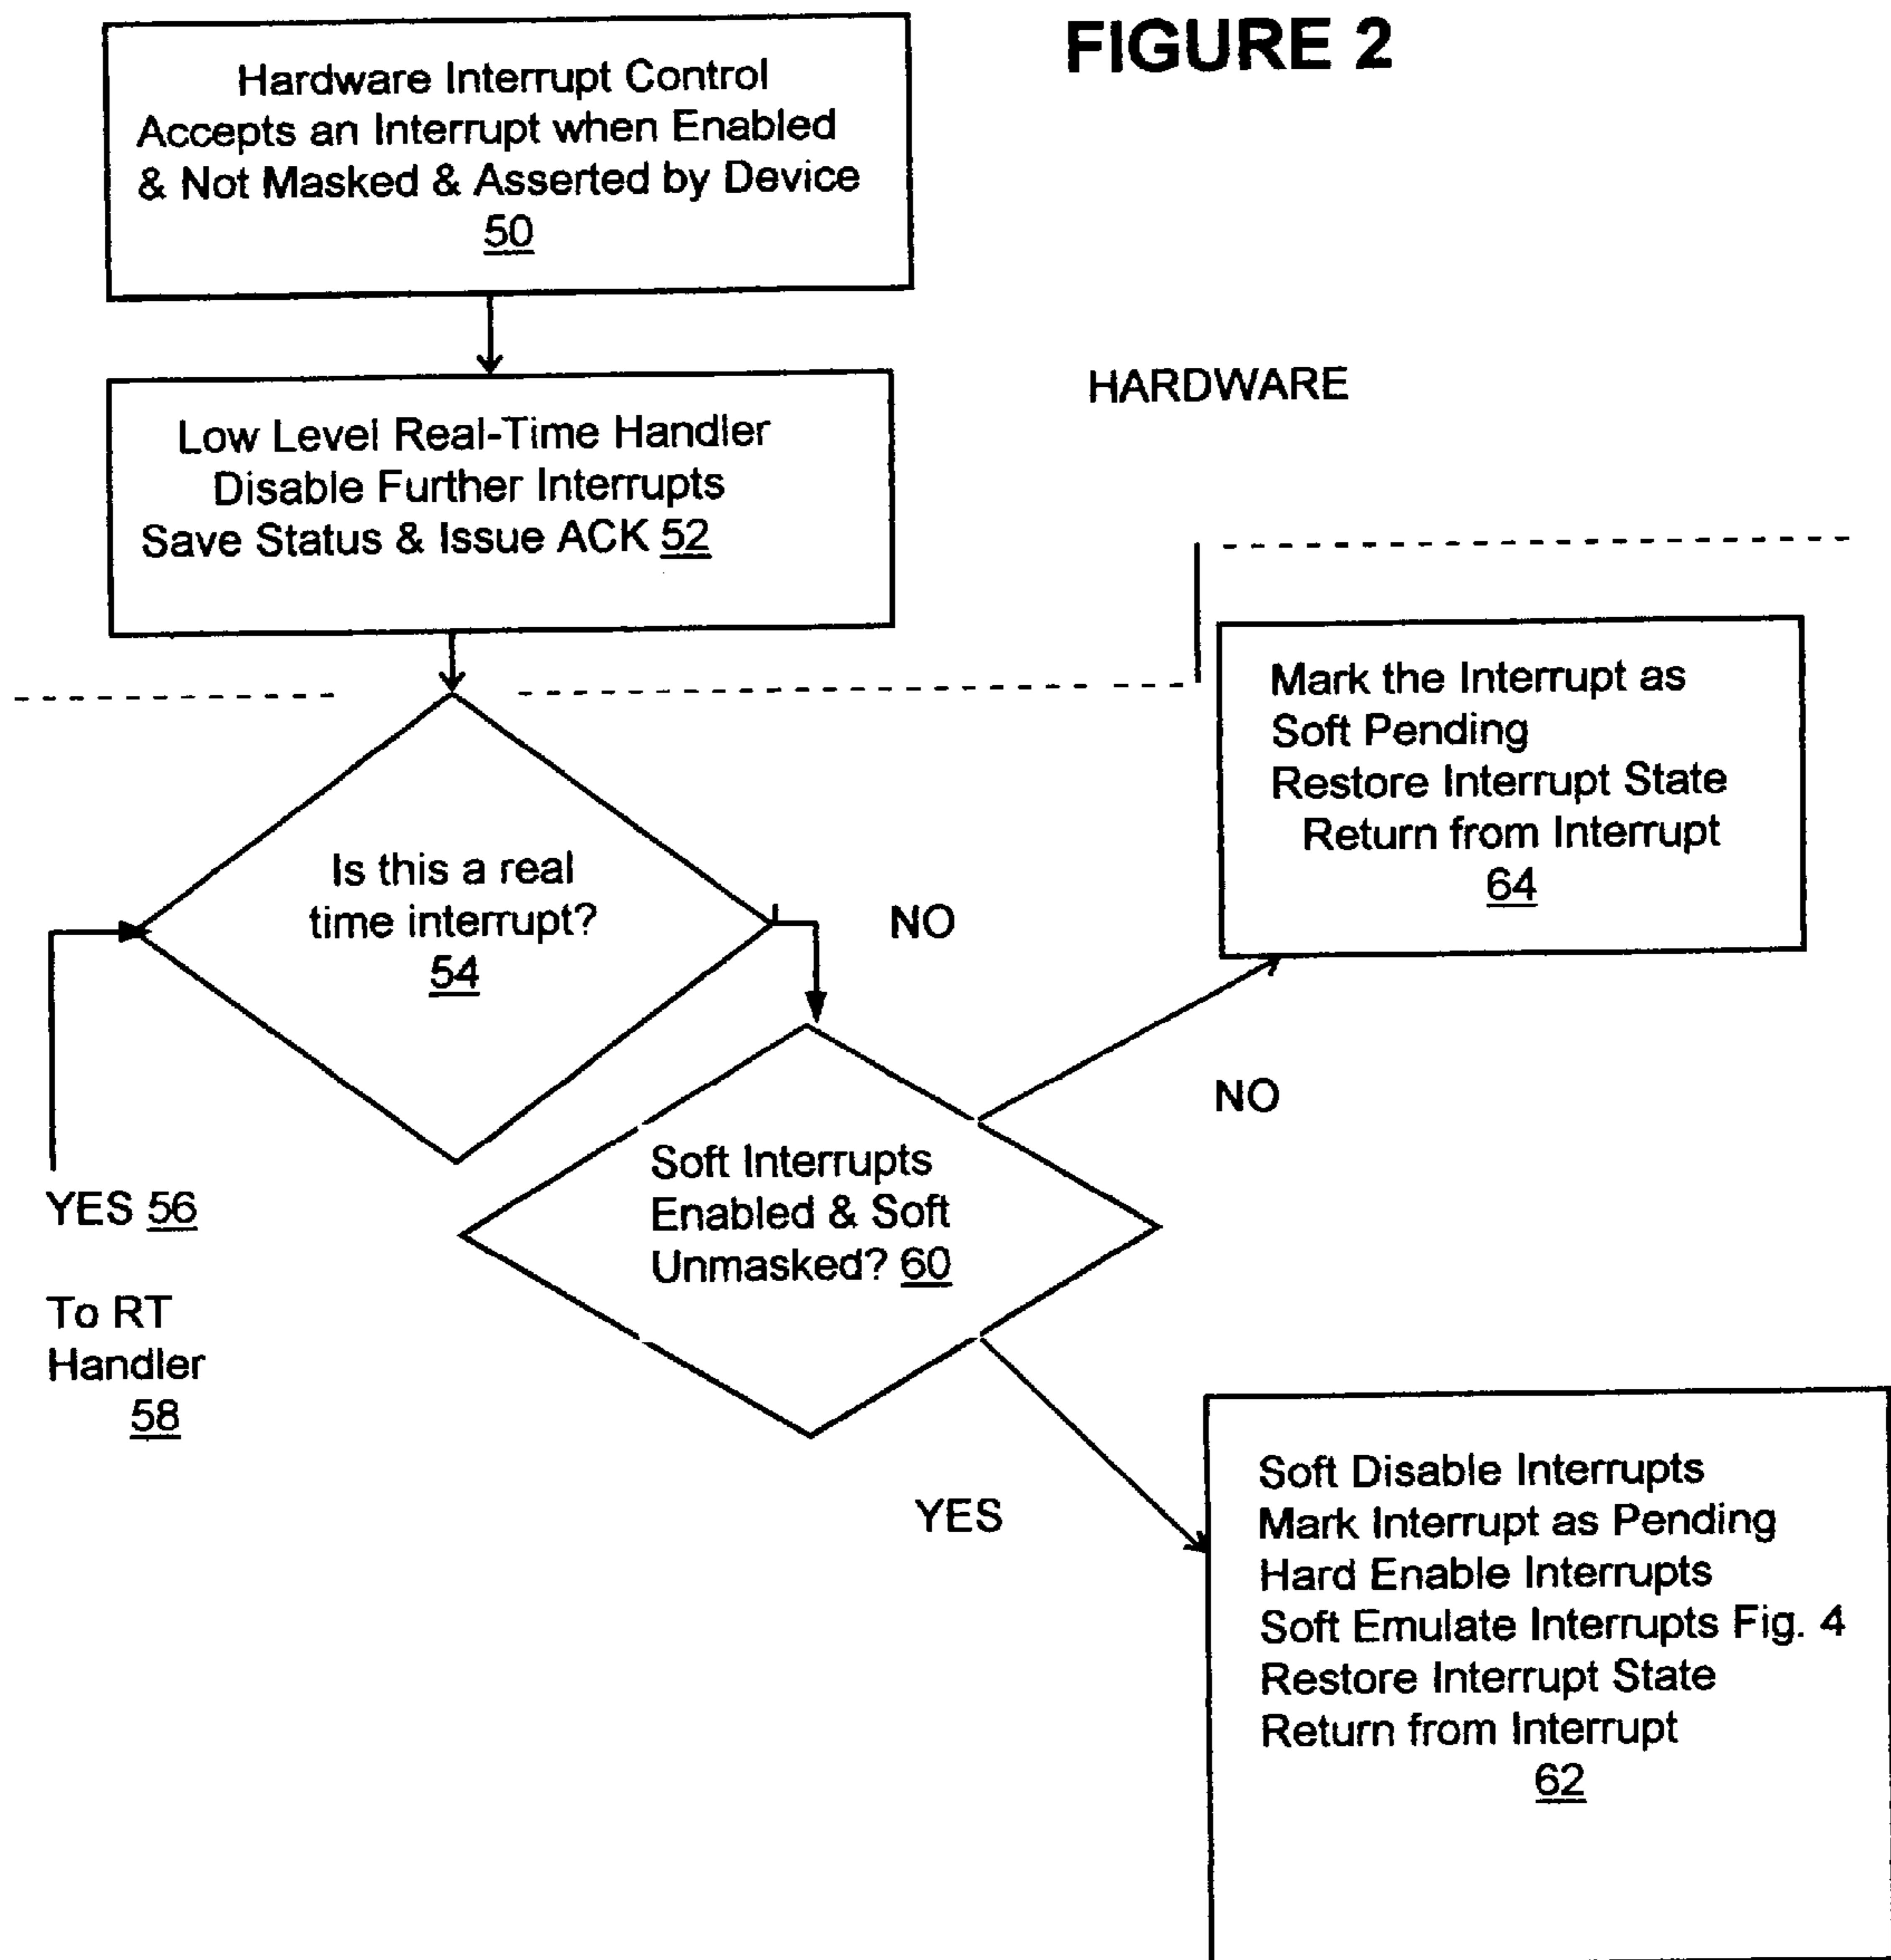 FIGURE 2
Hardware Interrupt Control
Accepts an Interrupt when Enabled
& Not Masked & Asserted by Device
50
HARDWARE
Low Level Real-Time Handler
Disable Further Interrupts
Save Status & Issue ACK 52
Mark the Interrupt as
Soft Pending
Restore Interrupt State
Return from Interrupt
64
Is this a real
time interrupt?
54
NO
NO
YES 56
To RT
Handler
58
Soft Interrupts
Enabled & Soft
Unmasked? 60
YES
Soft Disable Interrupts
Mark Interrupt as Pending
Hard Enable Interrupts
Soft Emulate Interrupts Fig. 4
Restore Interrupt State
Return from Interrupt
62